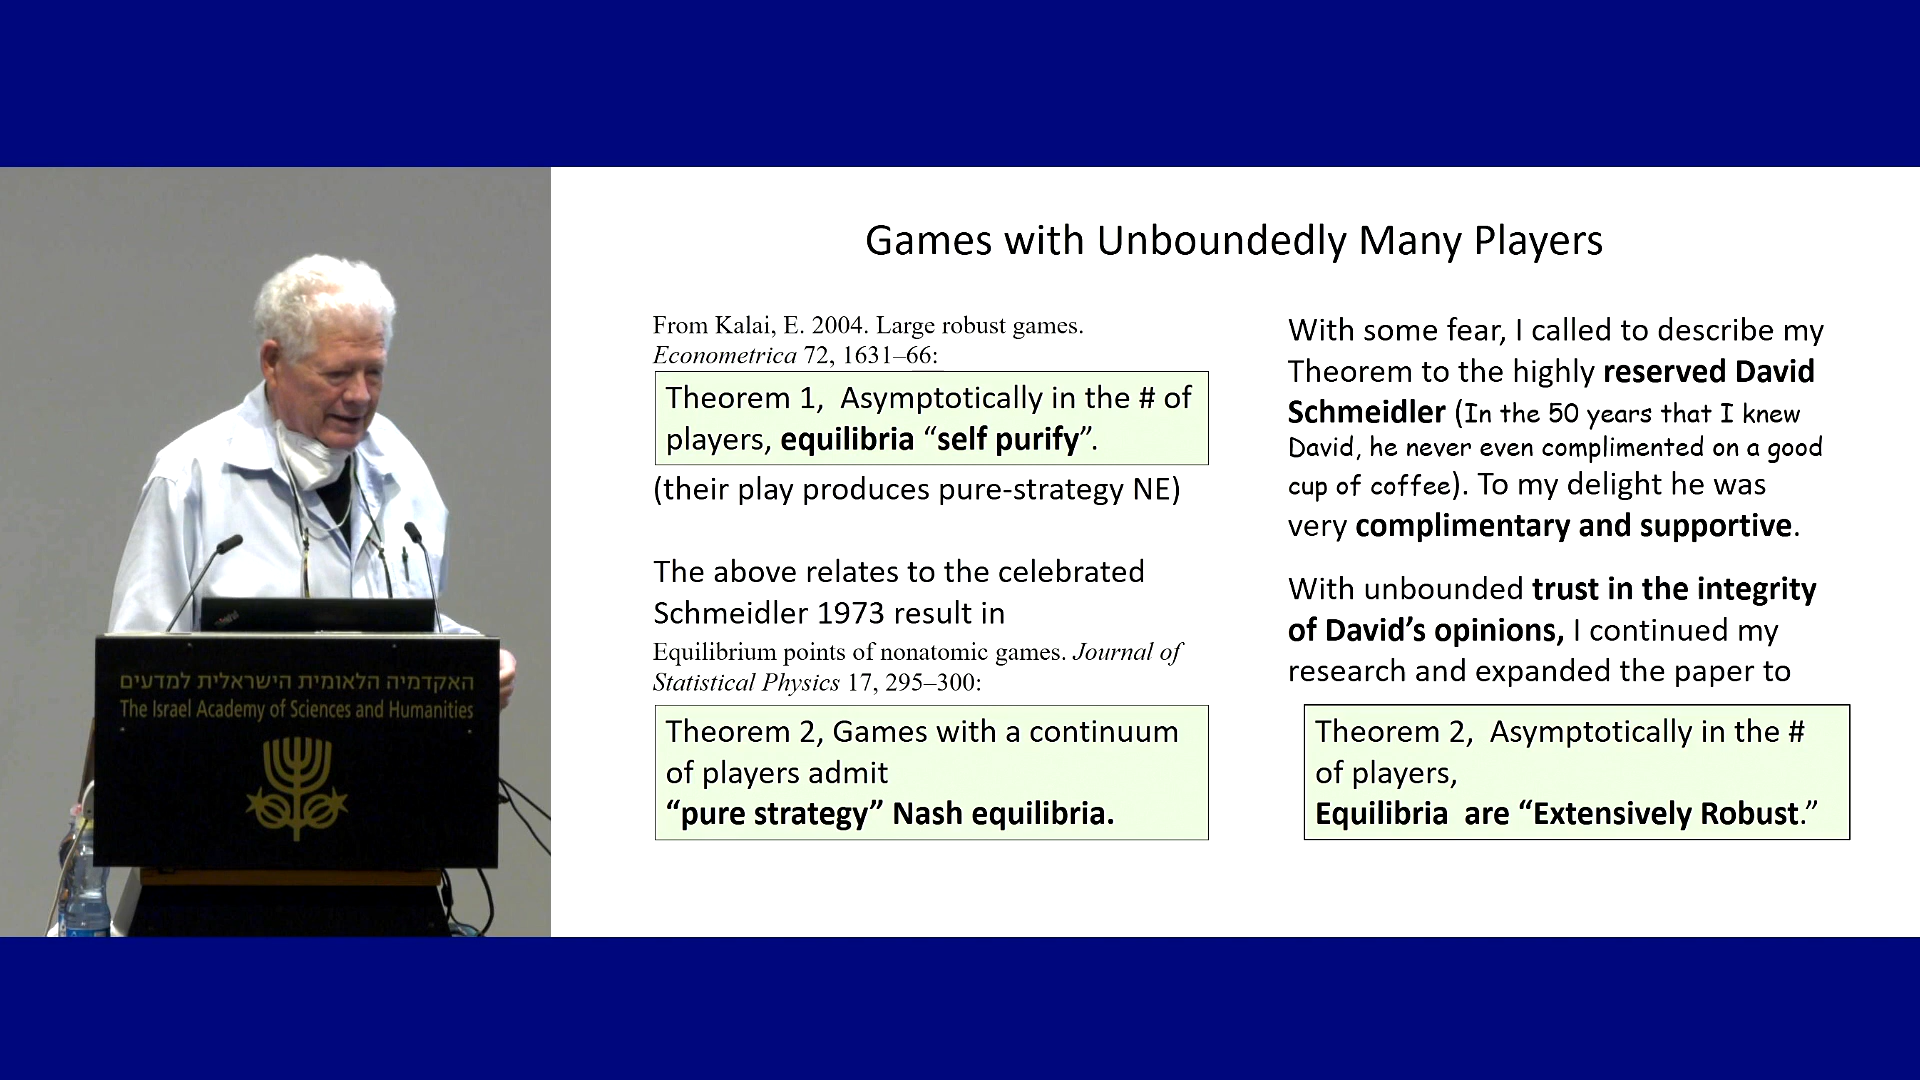 Games with Unboundedly Many Players
From Kalai, E. 2004. Large robust games.
Econometrica 72, 1631–66:
Theorem 1,  Asymptotically in the # of
players, equilibria “self purify”.
(their play produces pure-strategy NE)
The above relates to the celebrated
Schmeidler 1973 result in
Equilibrium points of nonatomic games. Journal of
Statistical Physics 17, 295–300:
Theorem 2, Games with a continuum
of players admit
“pure strategy” Nash equilibria.
With some fear, I called to describe my
Theorem to the highly reserved David
Schmeidler (In the 50 years that I knew
David, he never even complimented on a good
cup of coffee). To my delight he was
very complimentary and supportive.
With unbounded trust in the integrity
of David’s opinions, I continued my
research and expanded the paper to
Theorem 2,  Asymptotically in the #
of players,
Equilibria  are “Extensively Robust.”
האקדמיה הלאומית הישראלית למדעים
The Israel Academy of Sciences and Humanities